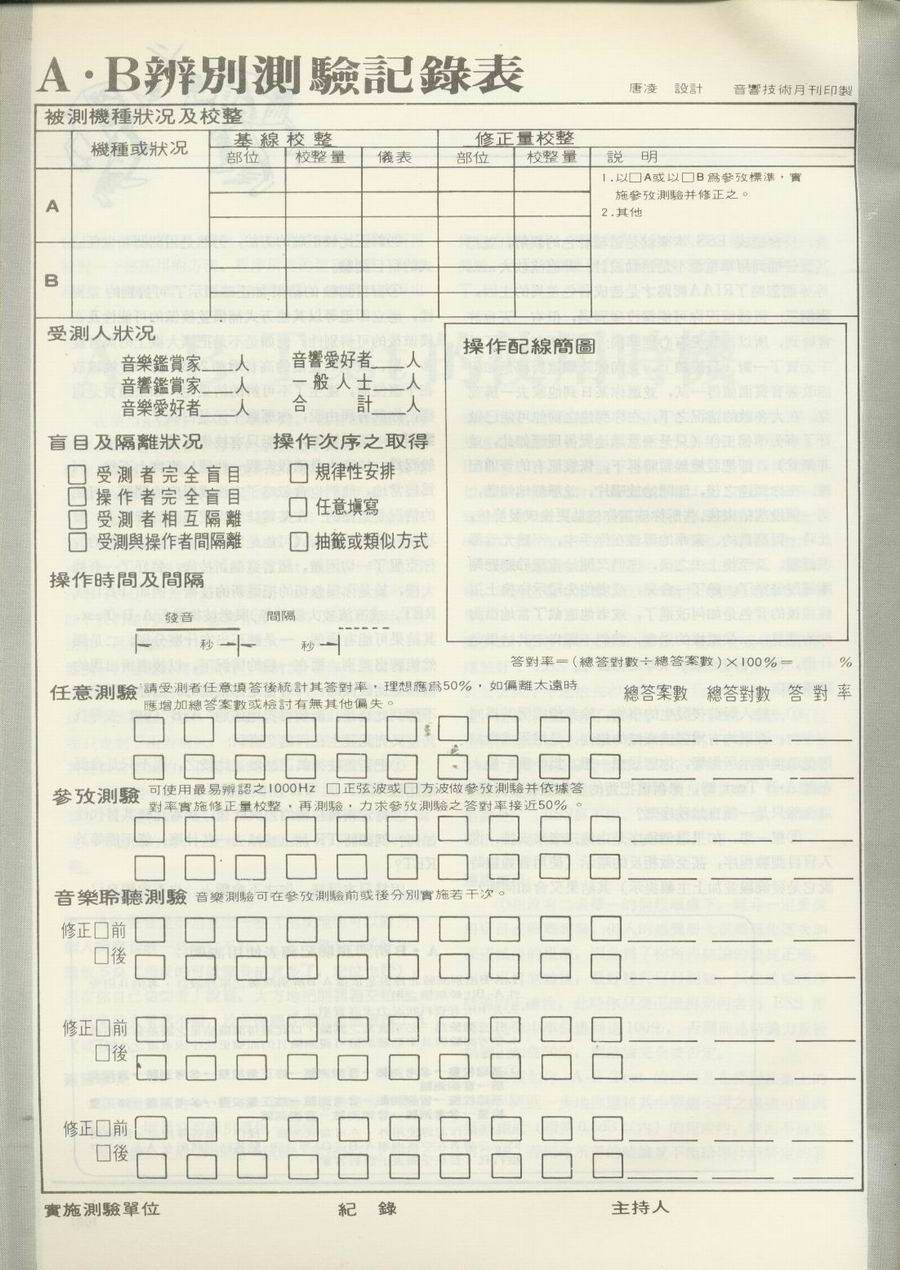 A·B辨別測驗記錄表
唐凌 設計 音響技術月刊印製
被測機種狀況及校整
機種或狀況 基線校整 修正量校整
部位 校整量 儀表 部位 校整量 說 明
A
1.以□A或以□B為參攷標準,實
施參攷測驗并修正之。
2.其他
B
受測人狀況
音樂鑑賞家 人 音響愛好者 人
音響鑑賞家 人 一般人士 人
音樂愛好者 人 合計 人
操作配線簡圖
盲目及隔離狀況 操作次序之取得
□ 受測者完全盲目 □ 規律性安排
□ 操作者完全盲目 □ 任意塡寫
□ 受測者相互隔離
□ 受測與操作者間隔離 □ 抽籤或類似方式
操作時間及間隔
發音 間隔
秒 秒
答對率=(總答對數÷總答案數)×100%= %
任意測驗 請受測者任意塡答後統計其答對率,理想應爲50%,如偏離太遠時
應增加總答案數或檢討有無其他偏失。
總答案數 總答對數 答對率
參攷測驗 可使用最易辨認之1000Hz □正弦波或□方波做參攷測驗并依據答
對率實施修正量校整,再測驗,力求參攷測驗之答對率接近50%。
音樂聆聽測驗 音樂測驗可在參攷測驗前或後分別實施若干次。
修正□前
□後
修正□前
□後
修正□前
□後
實施測驗單位 紀 錄 主持人